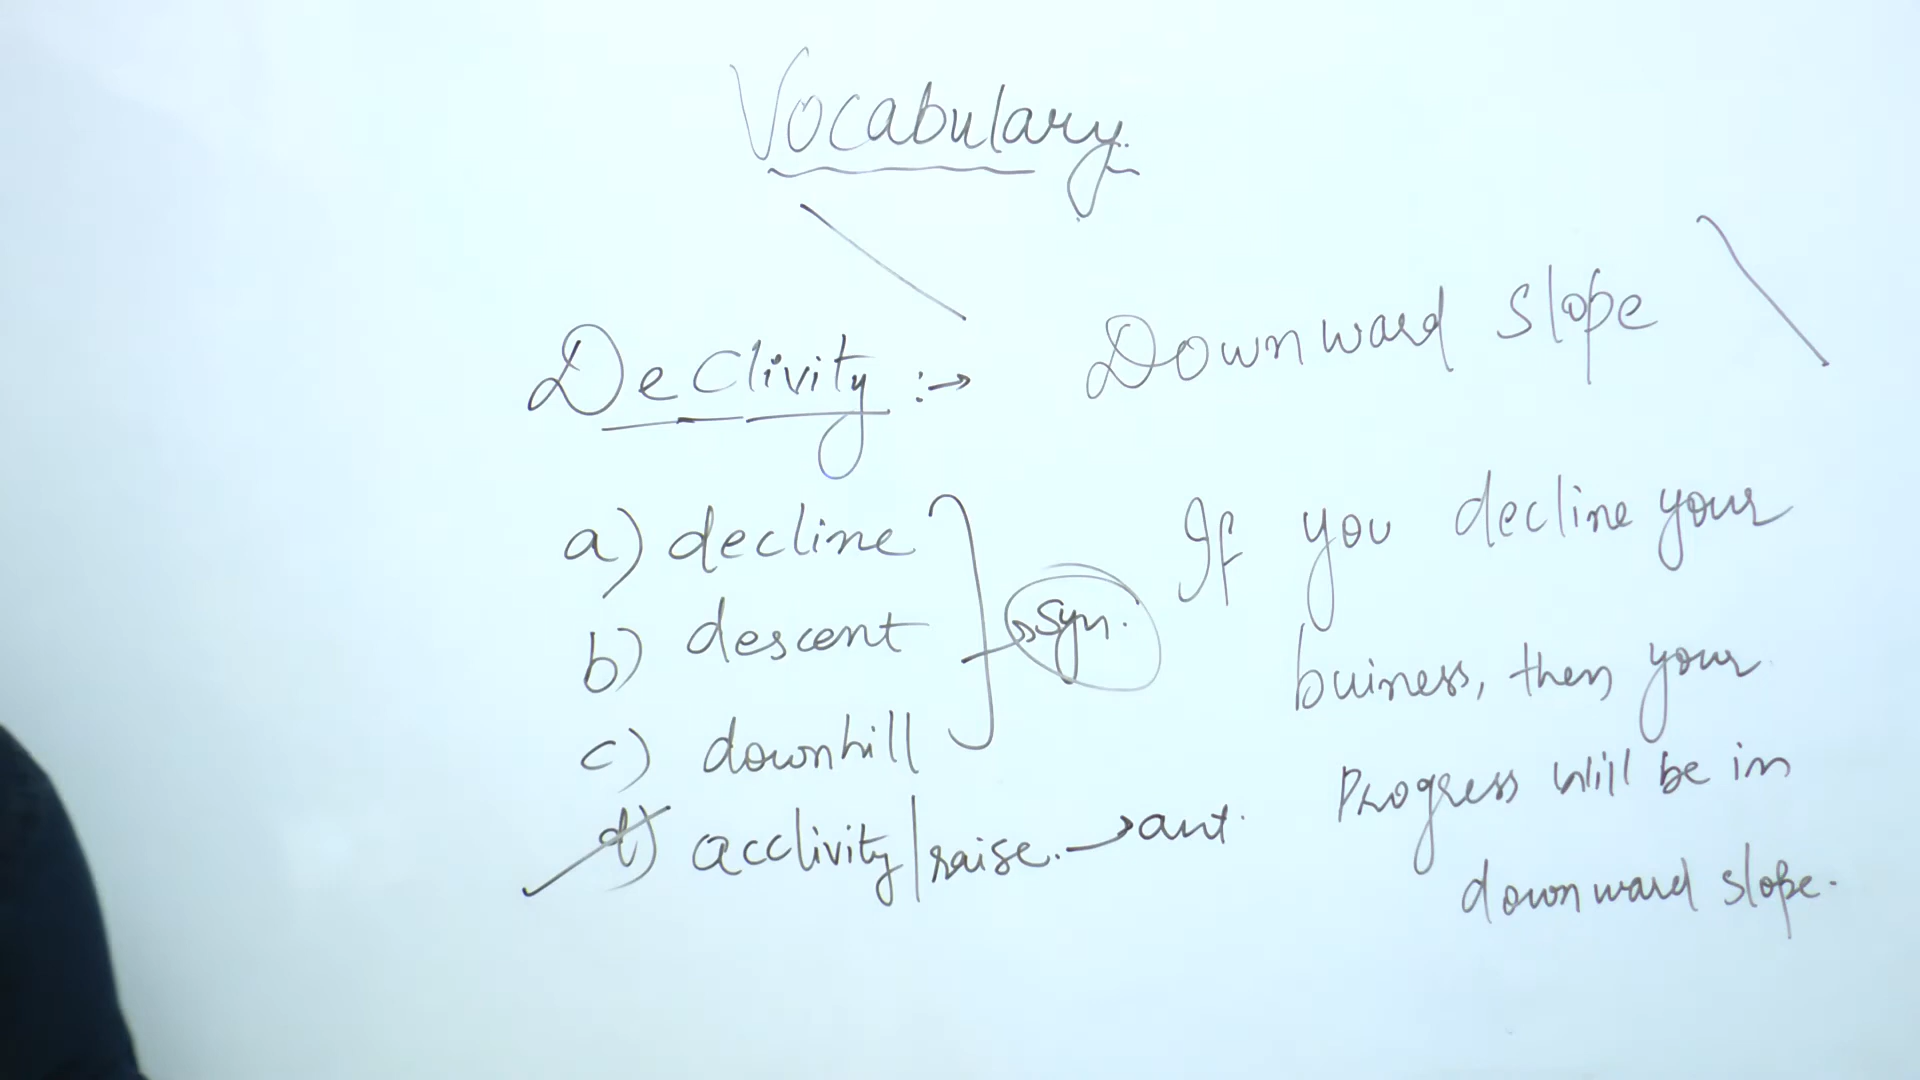 Vocabulary
Declivity :→ Downward slope
a) decline
b) descent
c) downhill
syn.
d) acclivity/raise. → ant.
If you decline your
buiness, then your
Progress will be in
downward slope.